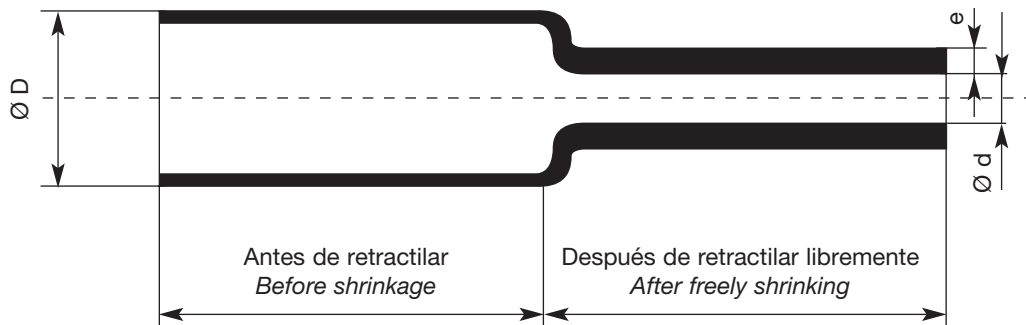 e
Ø D
Ø d
Antes de retractilar
Before shrinkage
Después de retractilar libremente
After freely shrinking